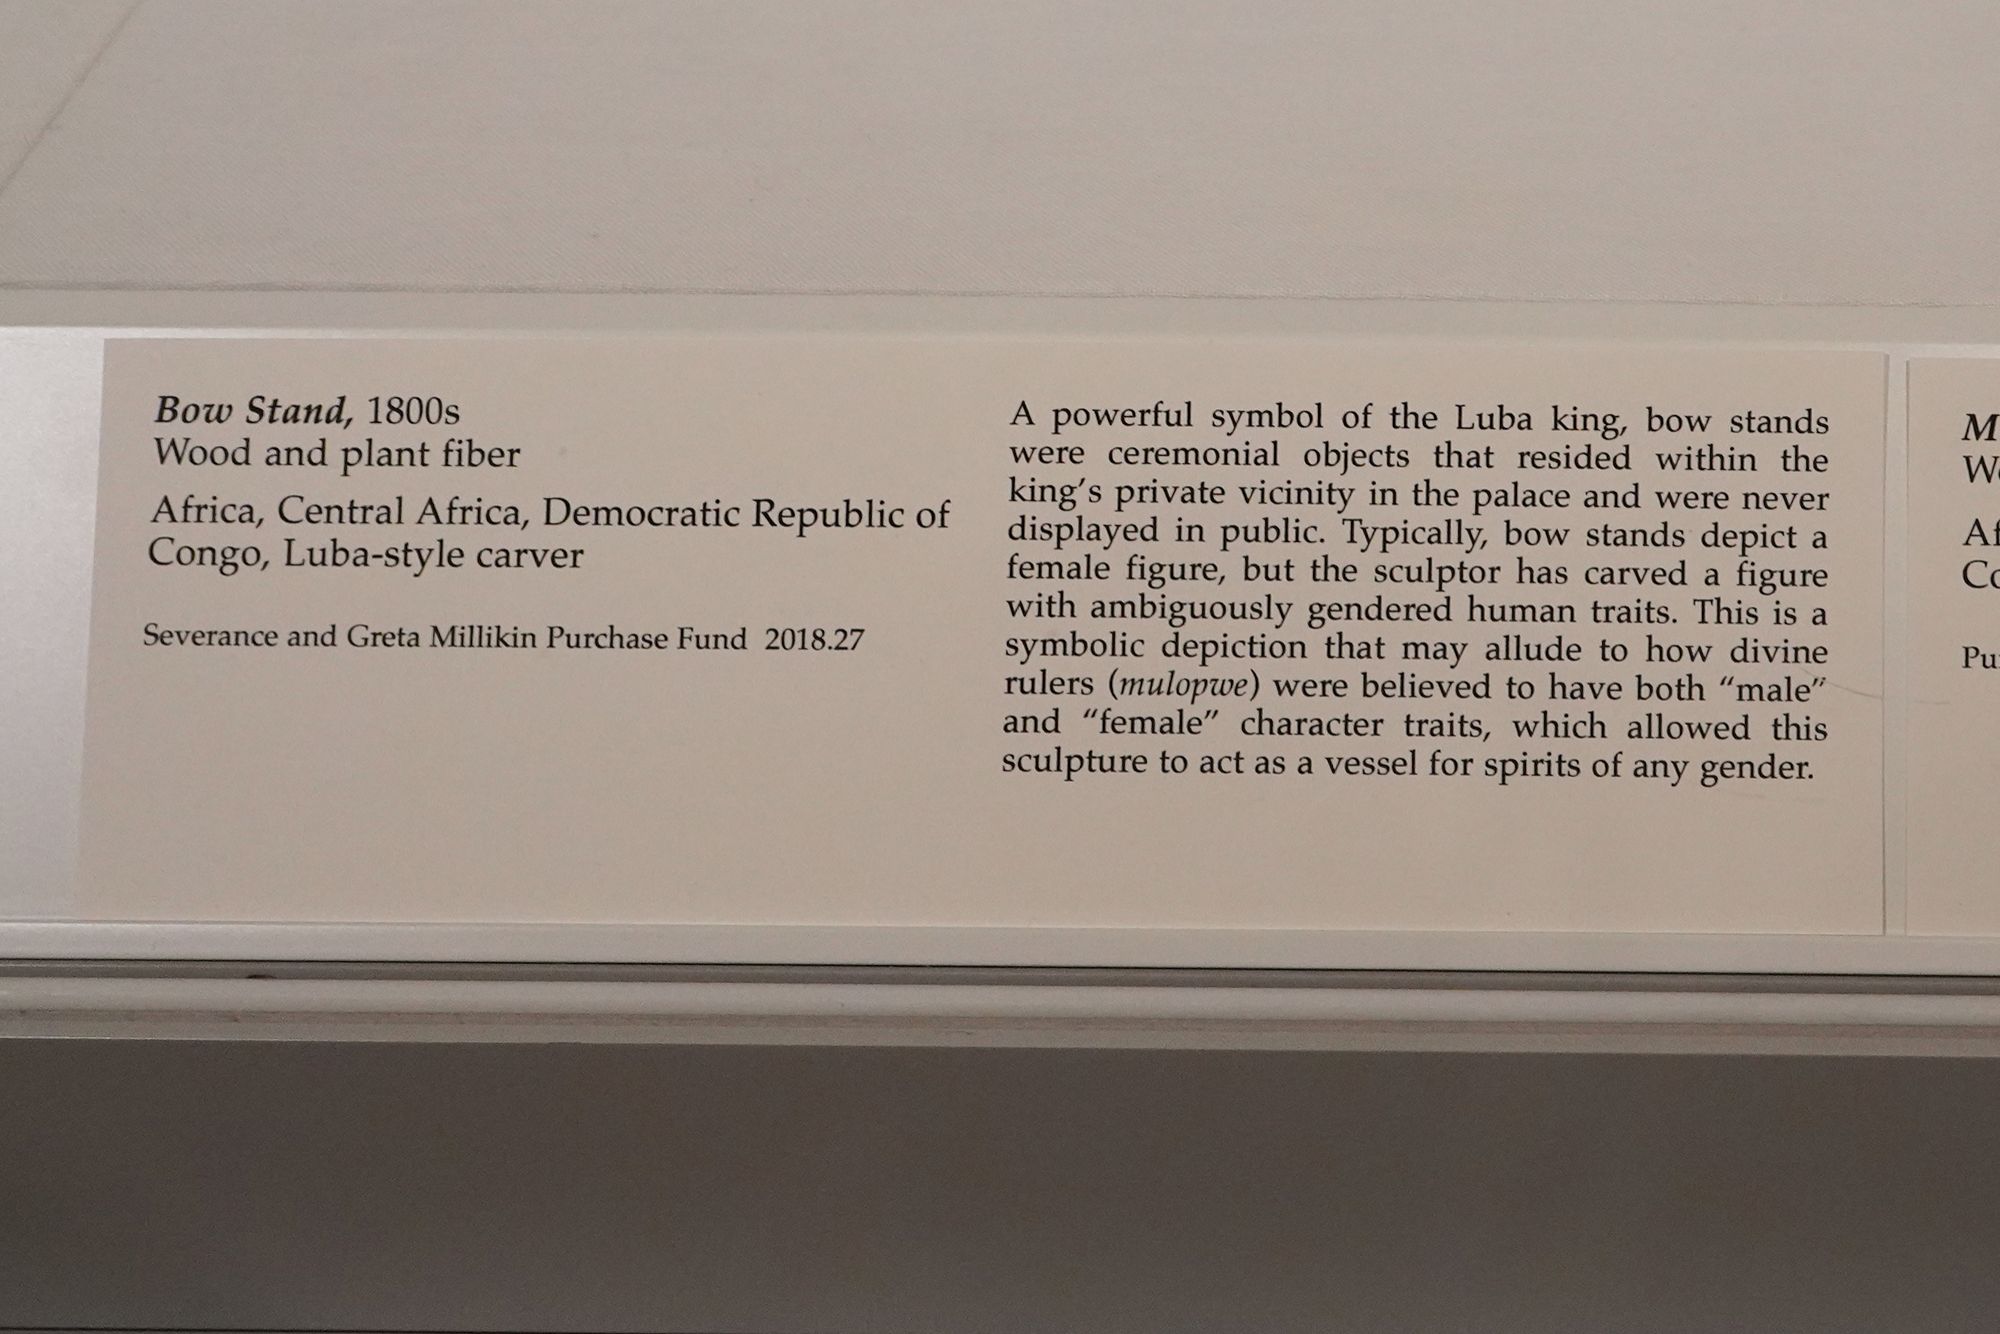 Bow Stand, 1800s
Wood and plant fiber
Africa, Central Africa, Democratic Republic of
Congo, Luba-style carver
Severance and Greta Millikin Purchase Fund 2018.27
A powerful symbol of the Luba king, bow stands
were ceremonial objects that resided within the
king's private vicinity in the palace and were never
displayed in public. Typically, bow stands depict a
female figure, but the sculptor has carved a figure
with ambiguously gendered human traits. This is a
symbolic depiction that may allude to how divine
rulers (mulopwe) were believed to have both “male”
and “female” character traits, which allowed this
sculpture to act as a vessel for spirits of any gender.